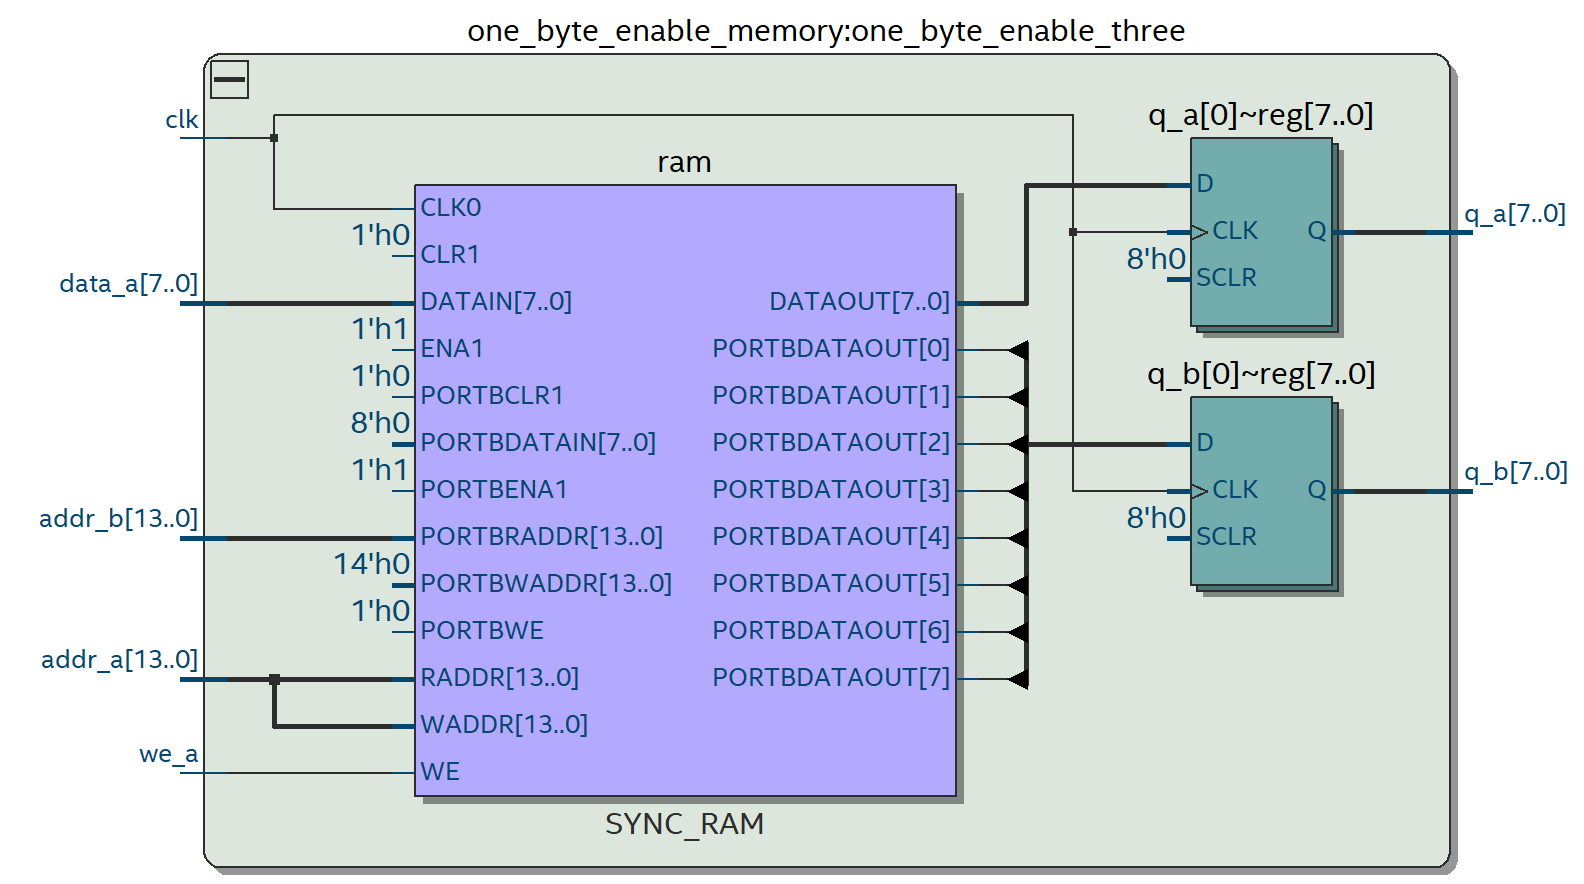 one_byte_enable_memory:one_byte_enable_three
clk
q_a[0]~reg[7..0]
ram
D
CLK0
q_a[7..0]
1'h0
CLK
Q
CLR1
8'h0
SCLR
data_a[7..0]
DATAIN[7..0]
DATAOUT[7..0]
1'h1
ENA1
PORTBDATAOUT[0]
1'h0
q_b[0]~reg[7..0]
PORTBCLR1
PORTBDATAOUT[1]
8'h0
PORTBDATAIN[7..0]
PORTBDATAOUT[2]
D
1'h1
q_b[7..0]
PORTBENA1
PORTBDATAOUT[3]
CLK
Q
addr_b[13..0]
8'h0
PORTBRADDR[13..0]
PORTBDATAOUT[4]
SCLR
14'h0
PORTBWADDR[13..0]
PORTBDATAOUT[5]
1'h0
PORTBWE
PORTBDATAOUT[6]
addr_a[13..0]
RADDR[13..0]
PORTBDATAOUT[7]
WADDR[13..0]
we_a
WE
SYNC_RAM